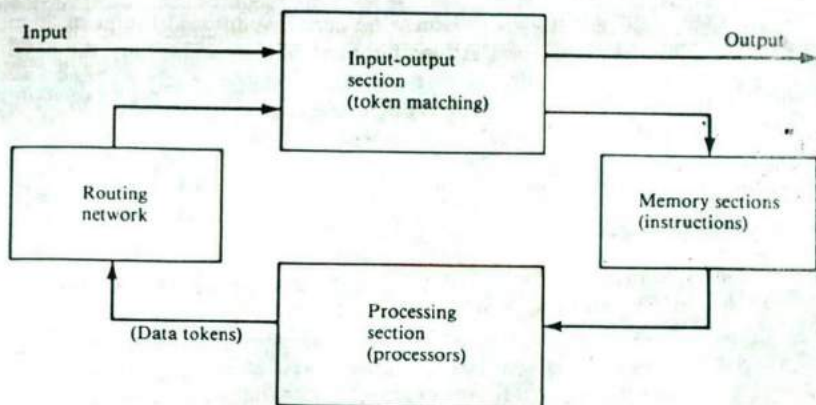 Input
Output
Input-output
section
(token matching)
Routing
network
Memory sections
(instructions)
Processing
section
(processors)
(Data tokens)